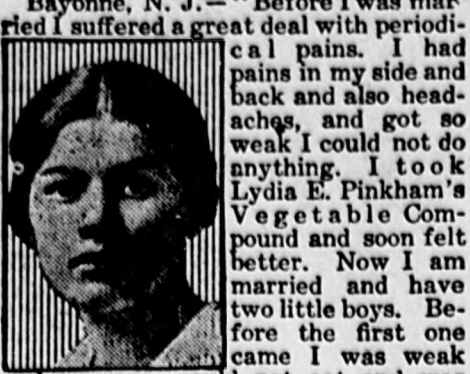 Bayonne, N. J.—"Before I was mar-
ried I suffered a great deal with periodi-
cal pains. I had
pains in my side and
back and also head-
aches, and got so
weak I could not do
anything. I took
Lydia E. Pinkham's
Vegetable Com-
pound and soon felt
better. Now I am
married and have
two little boys. Be-
fore the first one
came I was weak